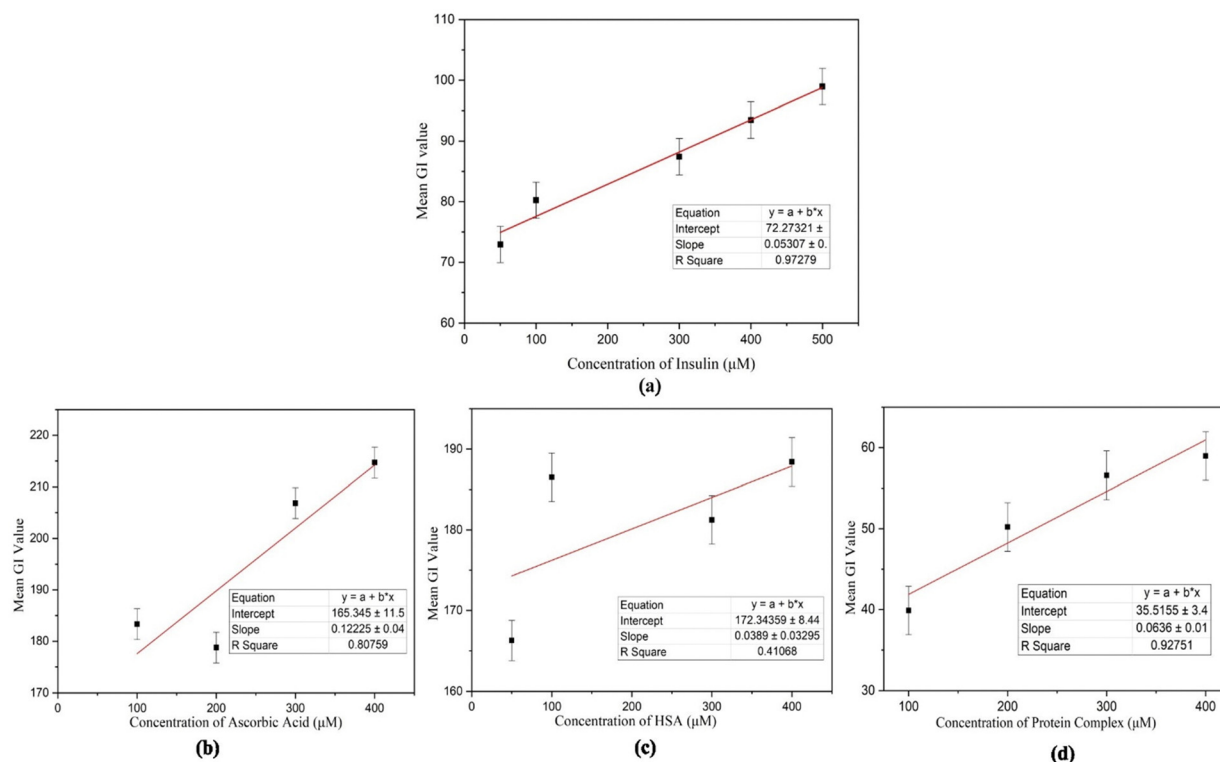 110
100
90
80
70
60
0
100
200
300
400
500
Mean GI value
Concentration of Insulin (µM)
Equation y = a + b*x
Intercept 72.27321 ±
Slope 0.05307 ± 0.
R Square 0.97279
(a)
220
210
200
190
180
170
0
100
200
300
400
Mean GI Value
Concentration of Ascorbic Acid (µM)
Equation y = a + b*x
Intercept 165.345 ± 11.5
Slope 0.12225 ± 0.04
R Square 0.80759
(b)
190
180
170
160
0
100
200
300
400
Mean GI Value
Concentration of HSA (µM)
Equation y = a + b*x
Intercept 172.34359 ± 8.44
Slope 0.0389 ± 0.03295
R Square 0.41068
(c)
60
50
40
30
100
200
300
400
Mean GI Value
Concentration of Protein Complex (µM)
Equation y = a + b*x
Intercept 35.5155 ± 3.4
Slope 0.0636 ± 0.01
R Square 0.92751
(d)